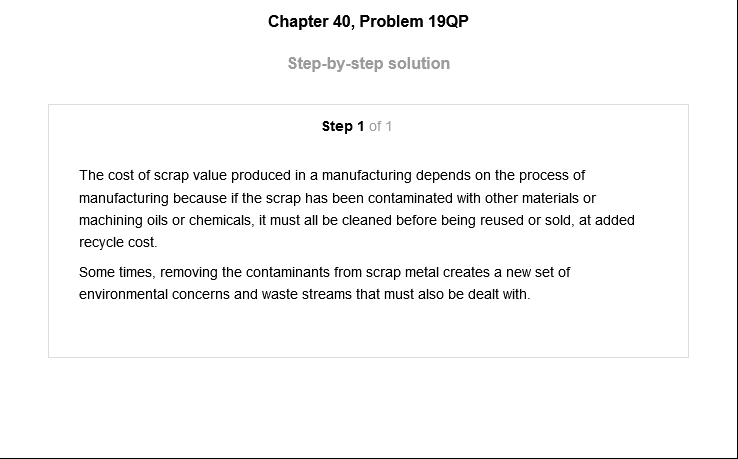 Chapter 40, Problem 19QP
Step-by-step solution
Step 1 of 1
The cost of scrap value produced in a manufacturing depends on the process of
manufacturing because if the scrap has been contaminated with other materials or
machining oils or chemicals, it must all be cleaned before being reused or sold, at added
recycle cost.
Some times, removing the contaminants from scrap metal creates a new set of
environmental concerns and waste streams that must also be dealt with.